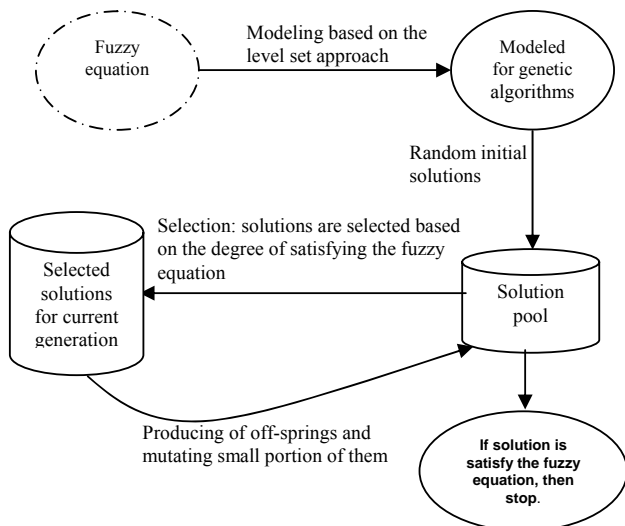 Fuzzy
equation
Modeling based on the
level set approach
Modeled
for genetic
algorithms
Random initial
solutions
Selection: solutions are selected based
on the degree of satisfying the fuzzy
equation
Selected
solutions
for current
generation
Solution
pool
Producing of off-springs and
mutating small portion of them
If solution is
satisfy the fuzzy
equation, then
stop.